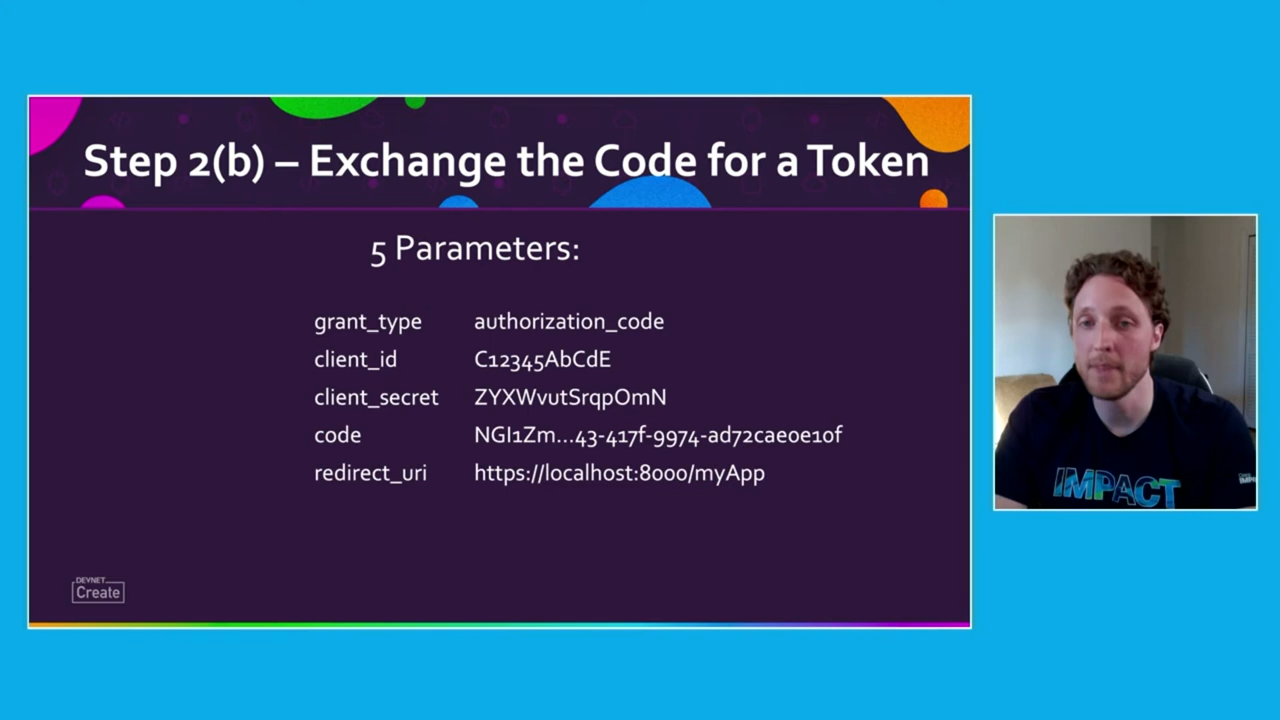 Step 2(b) – Exchange the Code for a Token
5 Parameters:
grant_type authorization_code
client_id C12345AbCdE
client_secret ZYXWvutSrqpOmN
code NGI1Zm...43-417f-9974-ad72cae0e10f
redirect_uri https://localhost:8000/myApp
DEVNET
Create
IMPACT